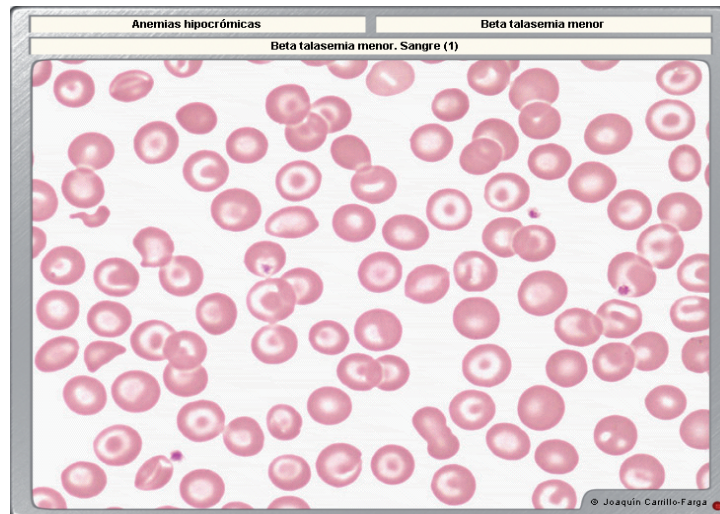 Anemias hipocrómicas
Beta talasemia menor
Beta talasemia menor. Sangre (1)
© Joaquín Carrillo-Farga